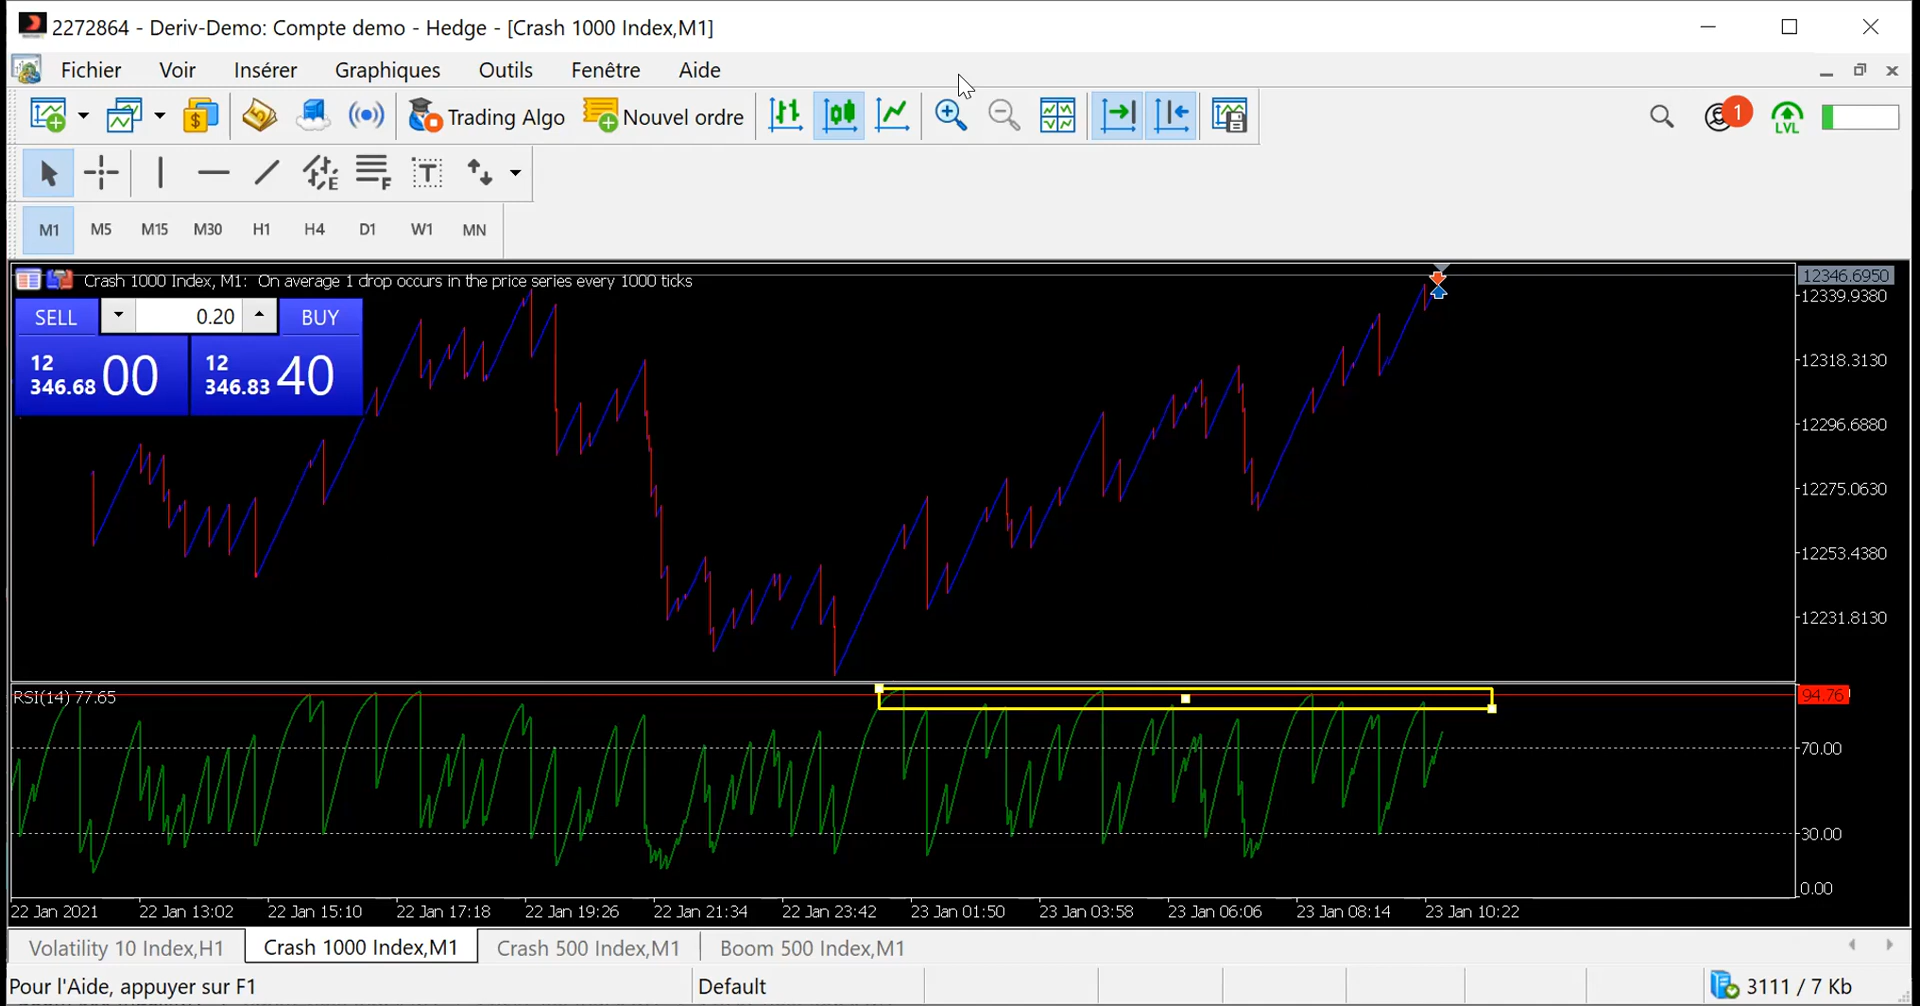 2272864 - Deriv-Demo: Compte demo - Hedge - [Crash 1000 Index,M1]
Fichier Voir Insérer Graphiques Outils Fenêtre Aide
Trading Algo Nouvel ordre 1 LVL
E F T
M1 M5 M15 M30 H1 H4 D1 W1 MN
Crash 1000 Index, M1: On average 1 drop occurs in the price series every 1000 ticks
12346.6950
12339.9380
SELL 0.20 BUY
12 346.68 00 12 346.83 40
12318.3130
12296.6880
12275.0630
12253.4380
12231.8130
RSI(14) 77.65
94.76
70.00
30.00
0.00
22 Jan 2021 22 Jan 13:02 22 Jan 15:10 22 Jan 17:18 22 Jan 19:26 22 Jan 21:34 22 Jan 23:42 23 Jan 01:50 23 Jan 03:58 23 Jan 06:06 23 Jan 08:14 23 Jan 10:22
Volatility 10 Index,H1 Crash 1000 Index,M1 Crash 500 Index,M1 Boom 500 Index,M1
Pour l'Aide, appuyer sur F1 Default 3111 / 7 Kb